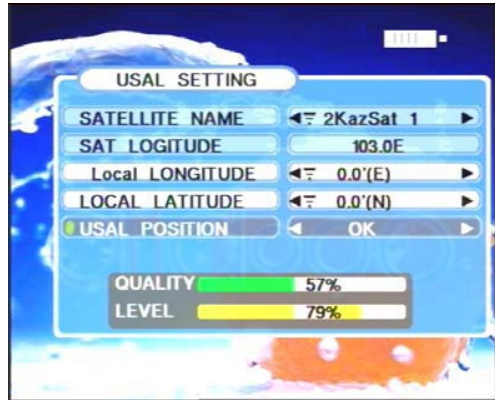 USAL SETTING
SATELLITE NAME 2KazSat 1
SAT LOGITUDE 103.0E
Local LONGITUDE 0.0'(E)
LOCAL LATITUDE 0.0'(N)
USAL POSITION OK
QUALITY 57%
LEVEL 79%